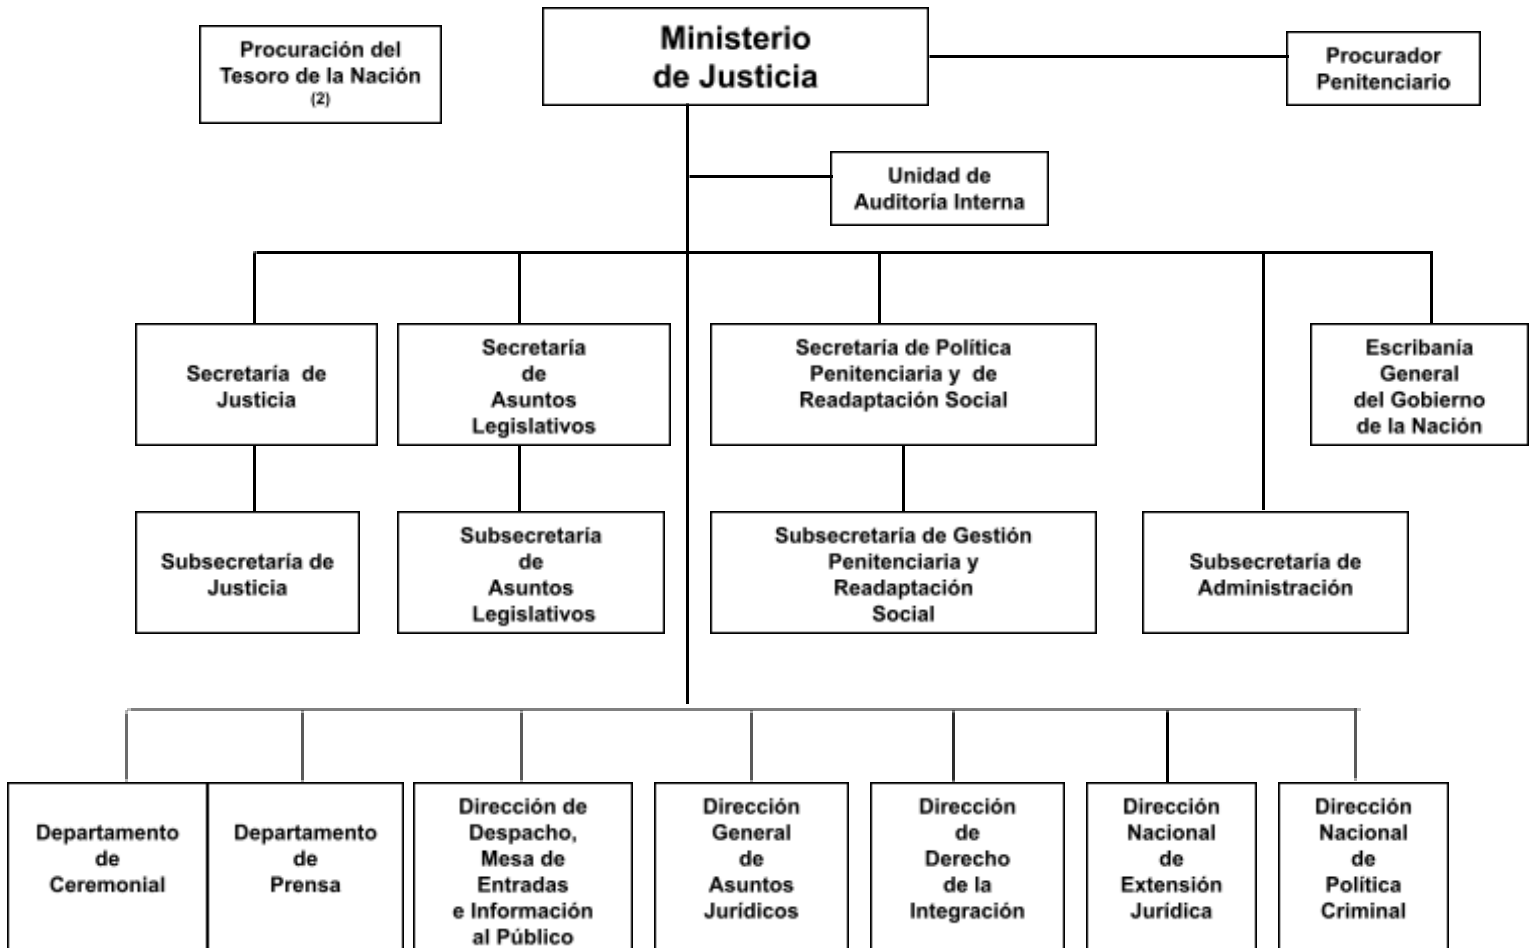 Procuración del
Tesoro de la Nación
(2)
Ministerio
de Justicia
Procurador
Penitenciario
Unidad de
Auditoría Interna
Secretaría de
Justicia
Secretaría
de
Asuntos
Legislativos
Secretaría de Política
Penitenciaria y de
Readaptación Social
Escribanía
General
del Gobierno
de la Nación
Subsecretaría de
Justicia
Subsecretaría
de
Asuntos
Legislativos
Subsecretaría de Gestión
Penitenciaria y
Readaptación
Social
Subsecretaría de
Administración
Departamento
de
Ceremonial
Departamento
de
Prensa
Dirección de
Despacho,
Mesa de
Entradas
e Información
al Público
Dirección
General
de
Asuntos
Jurídicos
Dirección
de
Derecho
de la
Integración
Dirección
Nacional
de
Extensión
Jurídica
Dirección
Nacional
de
Política
Criminal